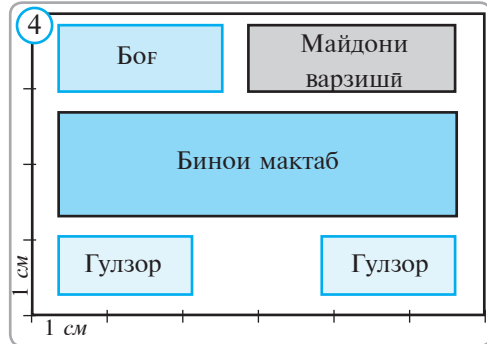 4
Боғ
Майдони
варзишӣ
Бинои мактаб
Гулзор
Гулзор
1 см
1 см